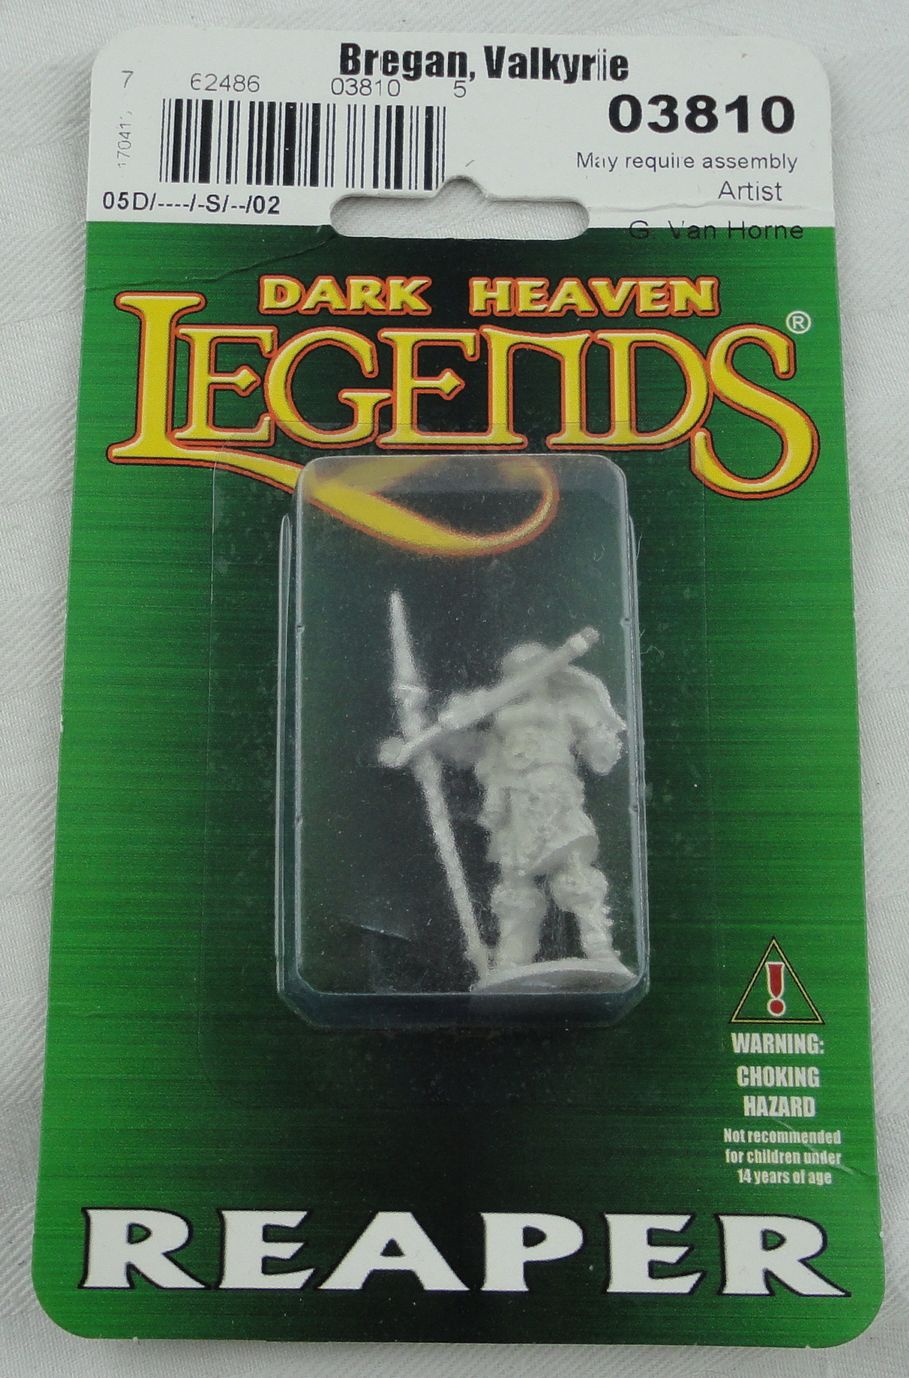 Bregan, Valkyrie
7 62486 03810 5
03810
170411
May require assembly
Artist
05D/----/-S/--/02
G. Van Horne
DARK HEAVEN
LEGENDS®
WARNING:
CHOKING
HAZARD
Not recommended
for children under
14 years of age
REAPER